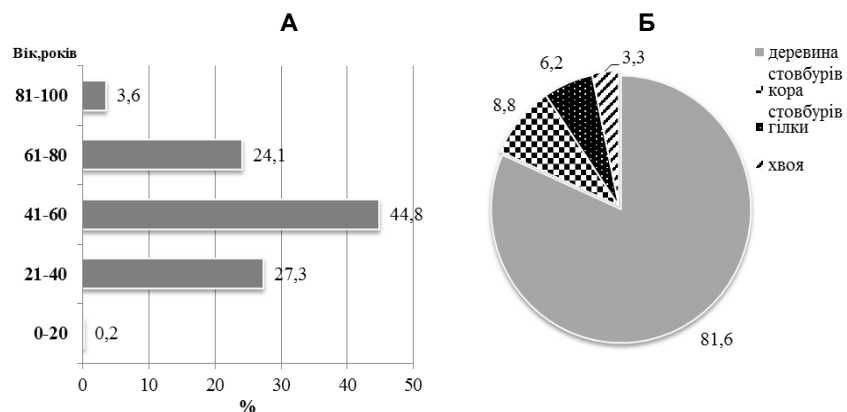 А
Вік,років
81-100
3,6
61-80
24,1
41-60
44,8
21-40
27,3
0-20
0,2
0 10 20 30 40 50
%
Б
6,2
3,3
8,8
81,6
деревина
стовбурів
кора
стовбурів
гілки
хвоя